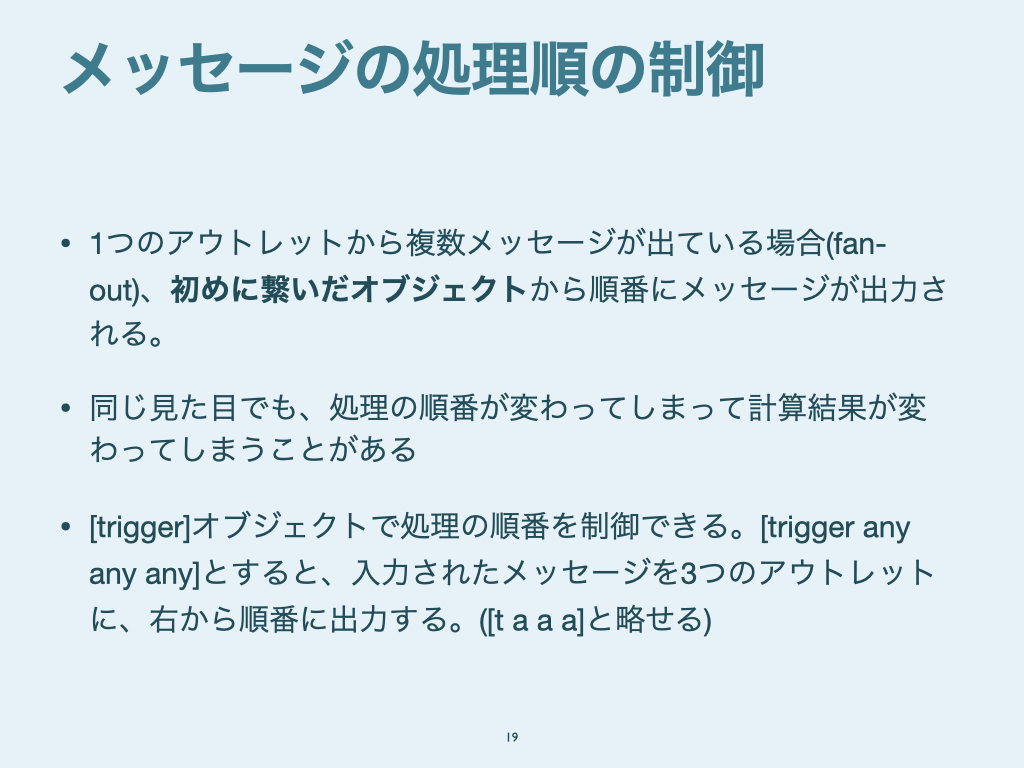 メッセージの処理順の制御
• 1つのアウトレットから複数メッセージが出ている場合(fan-
out)、初めに繋いだオブジェクトから順番にメッセージが出力さ
れる。
• 同じ見た目でも、処理の順番が変わってしまって計算結果が変
わってしまうことがある
• [trigger]オブジェクトで処理の順番を制御できる。[trigger any
any any]とすると、入力されたメッセージを3つのアウトレット
に、右から順番に出力する。([t a a a]と略せる)
19